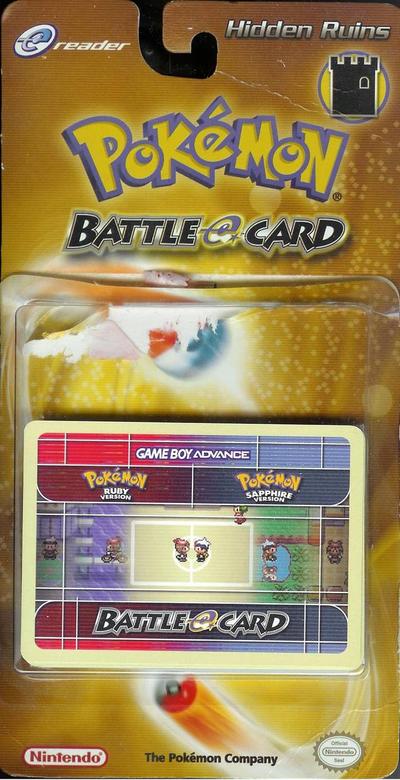 e reader
Hidden Ruins
POKéMON®
BATTLE e CARD
GAME BOY ADVANCE
POKéMON
RUBY
VERSION
POKéMON
SAPPHIRE
VERSION
BATTLE e CARD
Nintendo
The Pokémon Company
Official
Nintendo
Seal